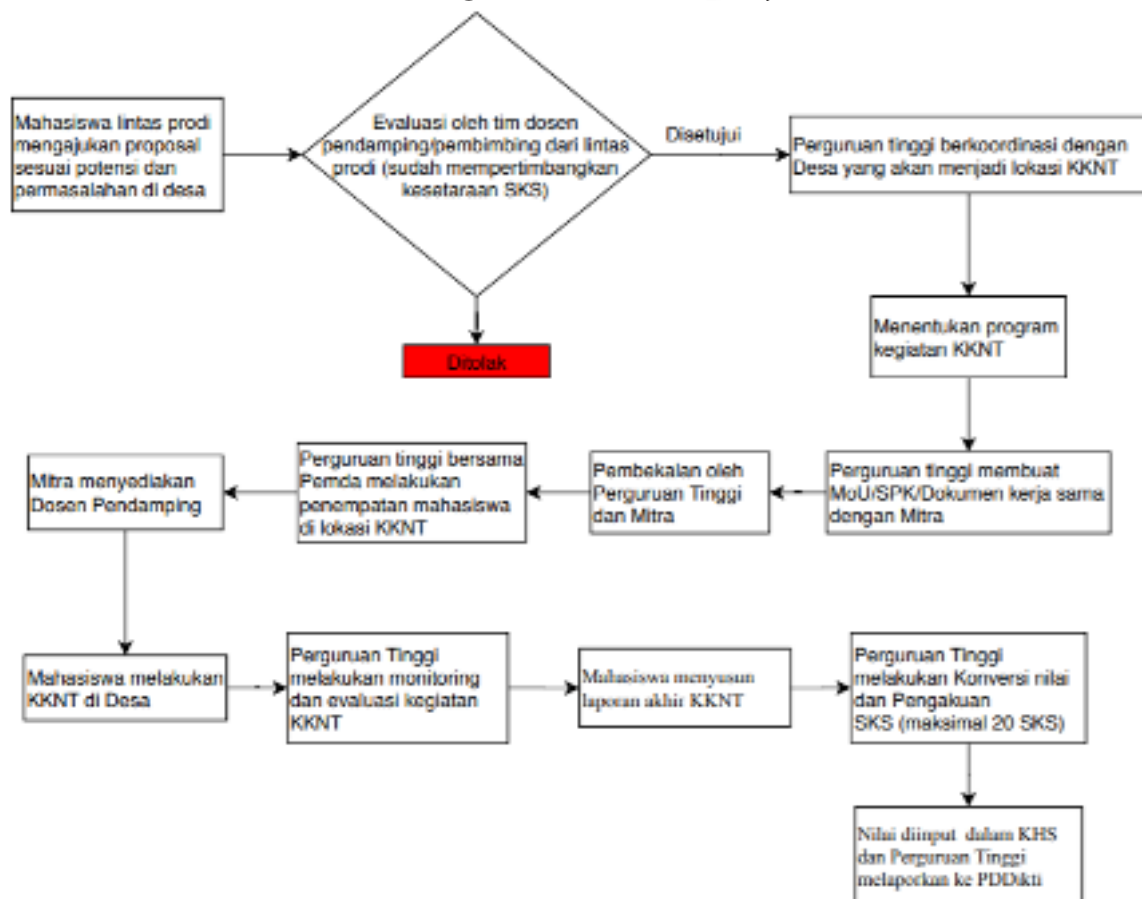 Mahasiswa lintas prodi
mengajukan proposal
sesuai potensi dan
permasalahan di desa
Evaluasi oleh tim dosen
pendamping/pembimbing dari lintas
prodi (sudah mempertimbangkan
kesetaraan SKS)
Disetujui
Perguruan tinggi berkoordinasi dengan
Desa yang akan menjadi lokasi KKNT
Ditolak
Menentukan program
kegiatan KKNT
Perguruan tinggi membuat
MoU/SPK/Dokumen kerja sama
dengan Mitra
Pembekalan oleh
Perguruan Tinggi
dan Mitra
Perguruan tinggi bersama
Pemda melakukan
penempatan mahasiswa
di lokasi KKNT
Mitra menyediakan
Dosen Pendamping
Mahasiswa melakukan
KKNT di Desa
Perguruan Tinggi
melakukan monitoring
dan evaluasi kegiatan
KKNT
Mahasiswa menyusun
laporan akhir KKNT
Perguruan Tinggi
melakukan Konversi nilai
dan Pengakuan
SKS (maksimal 20 SKS)
Nilai diinput dalam KHS
dan Perguruan Tinggi
melaporkan ke PDDikti